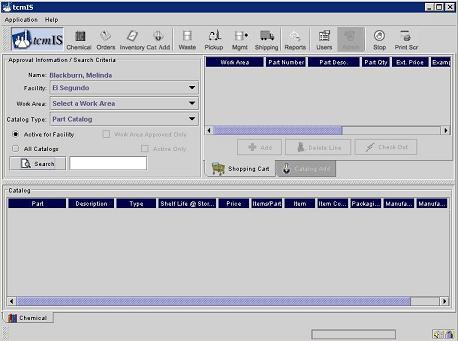 tcmIS
Application Help
tcmIS Chemical Orders Inventory Cat Add Waste Pickup Mgmt Shipping Reports Users Stop Print Scr
Approval Information / Search Criteria
Name: Blackburn, Melinda
Facility: El Segundo
Work Area: Select a Work Area
Catalog Type: Part Catalog
Active for Facility Work Area Approved Only
All Catalogs Active Only
Search
Work Area Part Number Part Desc. Part Qty Ext. Price Examp
Add Delete Line Check Out
Shopping Cart Catalog Add
Catalog
Part Description Type Shelf Life @ Stor... Price Items/Part Item Item Co... Packagi... Manufa... Manufa...
Chemical